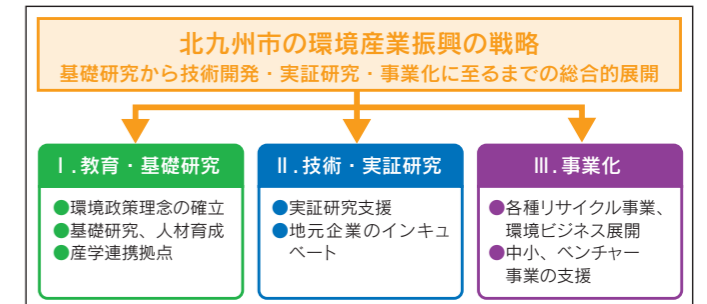 北九州市の環境産業振興の戦略
基礎研究から技術開発・実証研究・事業化に至るまでの総合的展開
Ⅰ.教育・基礎研究
●環境政策理念の確立
●基礎研究、人材育成
●産学連携拠点
Ⅱ.技術・実証研究
●実証研究支援
●地元企業のインキュ
ベート
Ⅲ.事業化
●各種リサイクル事業、
環境ビジネス展開
●中小、ベンチャー
事業の支援